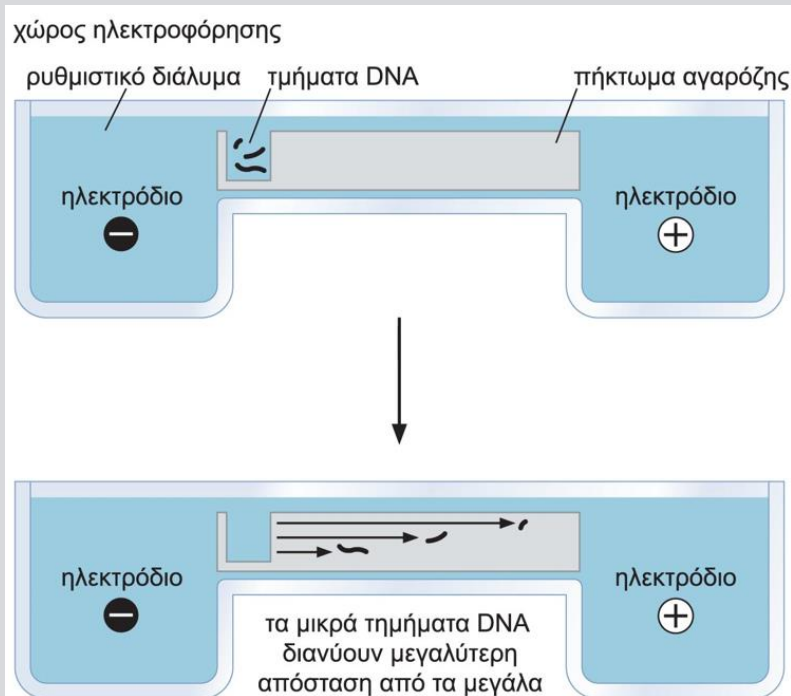 χώρος ηλεκτροφόρησης
ρυθμιστικό διάλυμα τμήματα DNA πήκτωμα αγαρόζης
ηλεκτρόδιο ηλεκτρόδιο
− +
ηλεκτρόδιο ηλεκτρόδιο
− +
τα μικρά τημήματα DNA
διανύουν μεγαλύτερη
απόσταση από τα μεγάλα